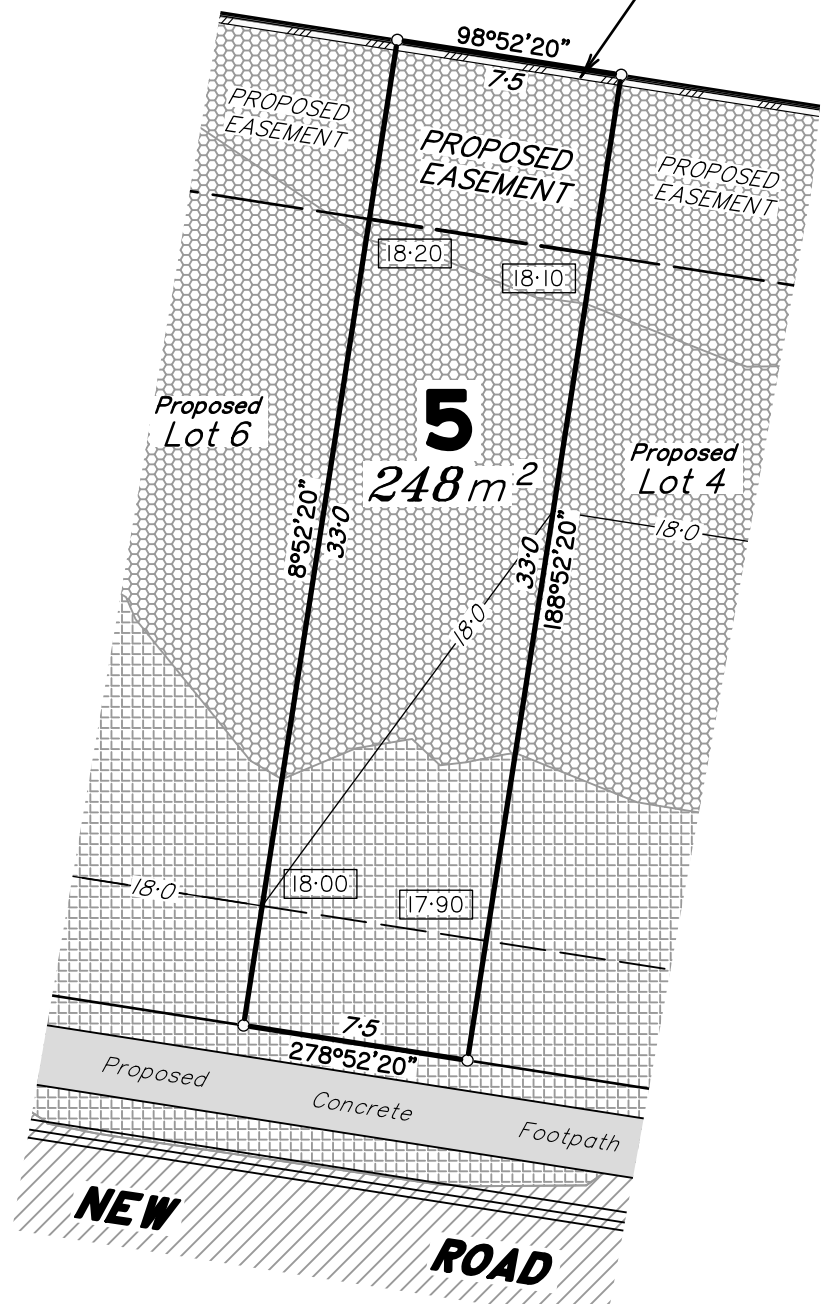 98°52'20"
7·5
PROPOSED
EASEMENT
PROPOSED
EASEMENT
PROPOSED
EASEMENT
18·20
18·10
5
248m²
Proposed
Lot 6
Proposed
Lot 4
8°52'20"
33·0
33·0
188°52'20"
18·0
18·0
18·0
18·00
17·90
7·5
278°52'20"
Proposed Concrete Footpath
NEW ROAD